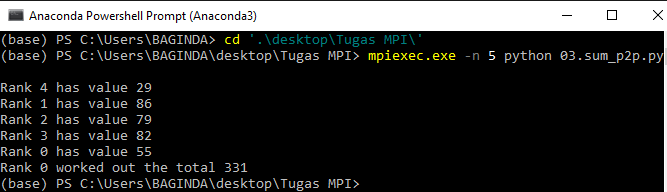 Anaconda Powershell Prompt (Anaconda3)
(base) PS C:\Users\BAGINDA> cd '.\desktop\Tugas MPI\'
(base) PS C:\Users\BAGINDA\desktop\Tugas MPI> mpiexec.exe -n 5 python 03.sum_p2p.py
Rank 4 has value 29
Rank 1 has value 86
Rank 2 has value 79
Rank 3 has value 82
Rank 0 has value 55
Rank 0 worked out the total 331
(base) PS C:\Users\BAGINDA\desktop\Tugas MPI>